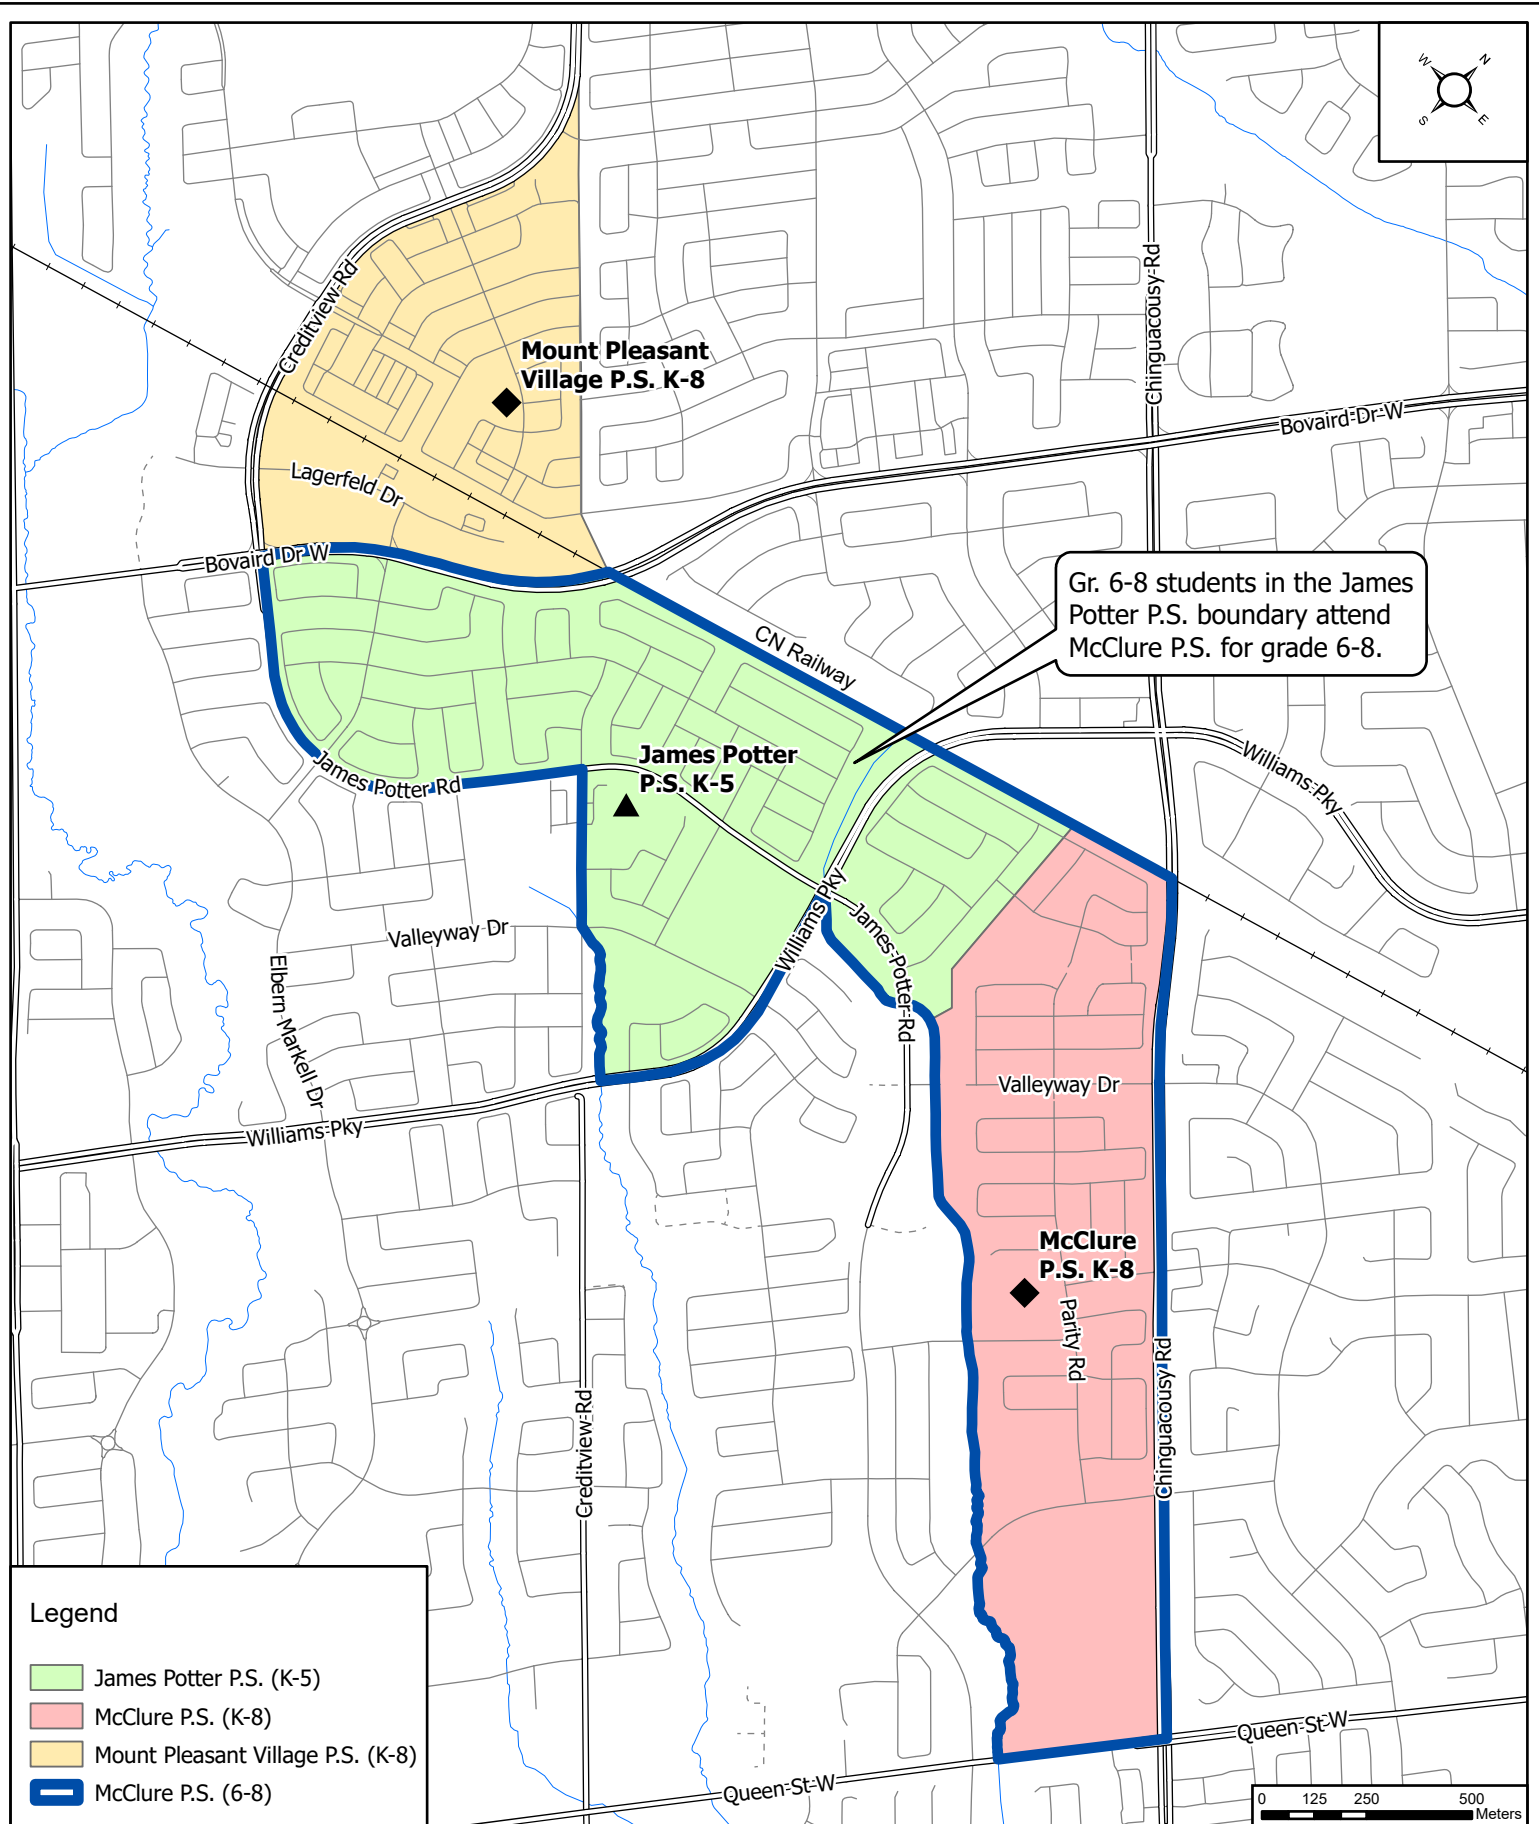 W
N
S
E
Creditview Rd
Chinguacousy Rd
Mount Pleasant
Village P.S. K-8
Bovaird Dr W
Lagerfeld Dr
Bovaird Dr W
Gr. 6-8 students in the James
Potter P.S. boundary attend
McClure P.S. for grade 6-8.
CN Railway
James Potter
P.S. K-5
James Potter Rd
Williams Pky
Williams Pky
James Potter Rd
Valleyway Dr
Elbern Markell Dr
Valleyway Dr
Williams Pky
McClure
P.S. K-8
Parity Rd
Creditview Rd
Chinguacousy Rd
Legend
James Potter P.S. (K-5)
McClure P.S. (K-8)
Mount Pleasant Village P.S. (K-8)
McClure P.S. (6-8)
Queen St W
Queen St W
0 125 250 500
Meters